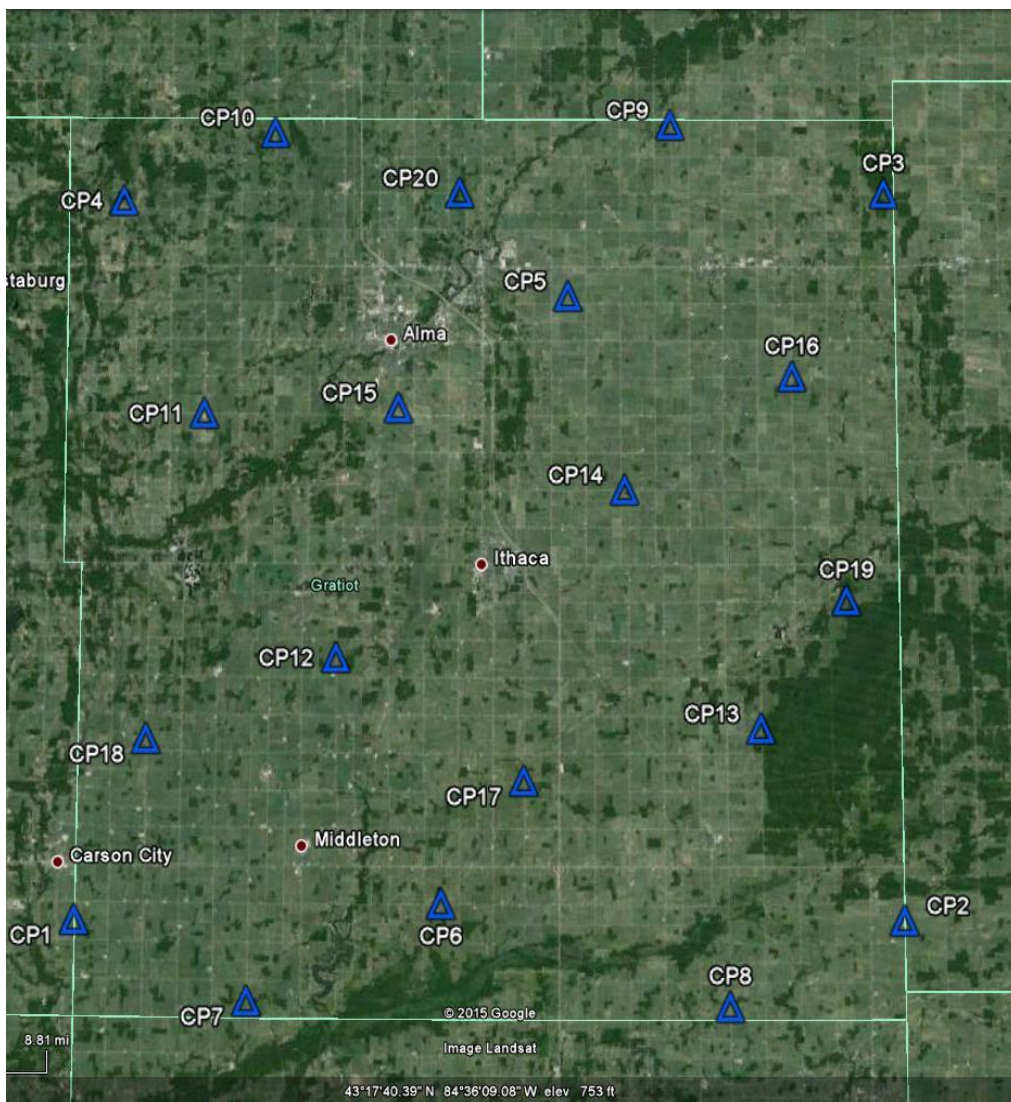 CP10
CP9
CP3
CP20
CP4
staburg
CP5
Alma
CP16
CP15
CP11
CP14
Ithaca
Gratiot
CP19
CP12
CP13
CP18
CP17
Middleton
Carson City
CP2
CP1
CP6
CP8
CP7
© 2015 Google
8.81 mi
Image Landsat
43°17'40.39" N 84°36'09.08" W elev 753 ft